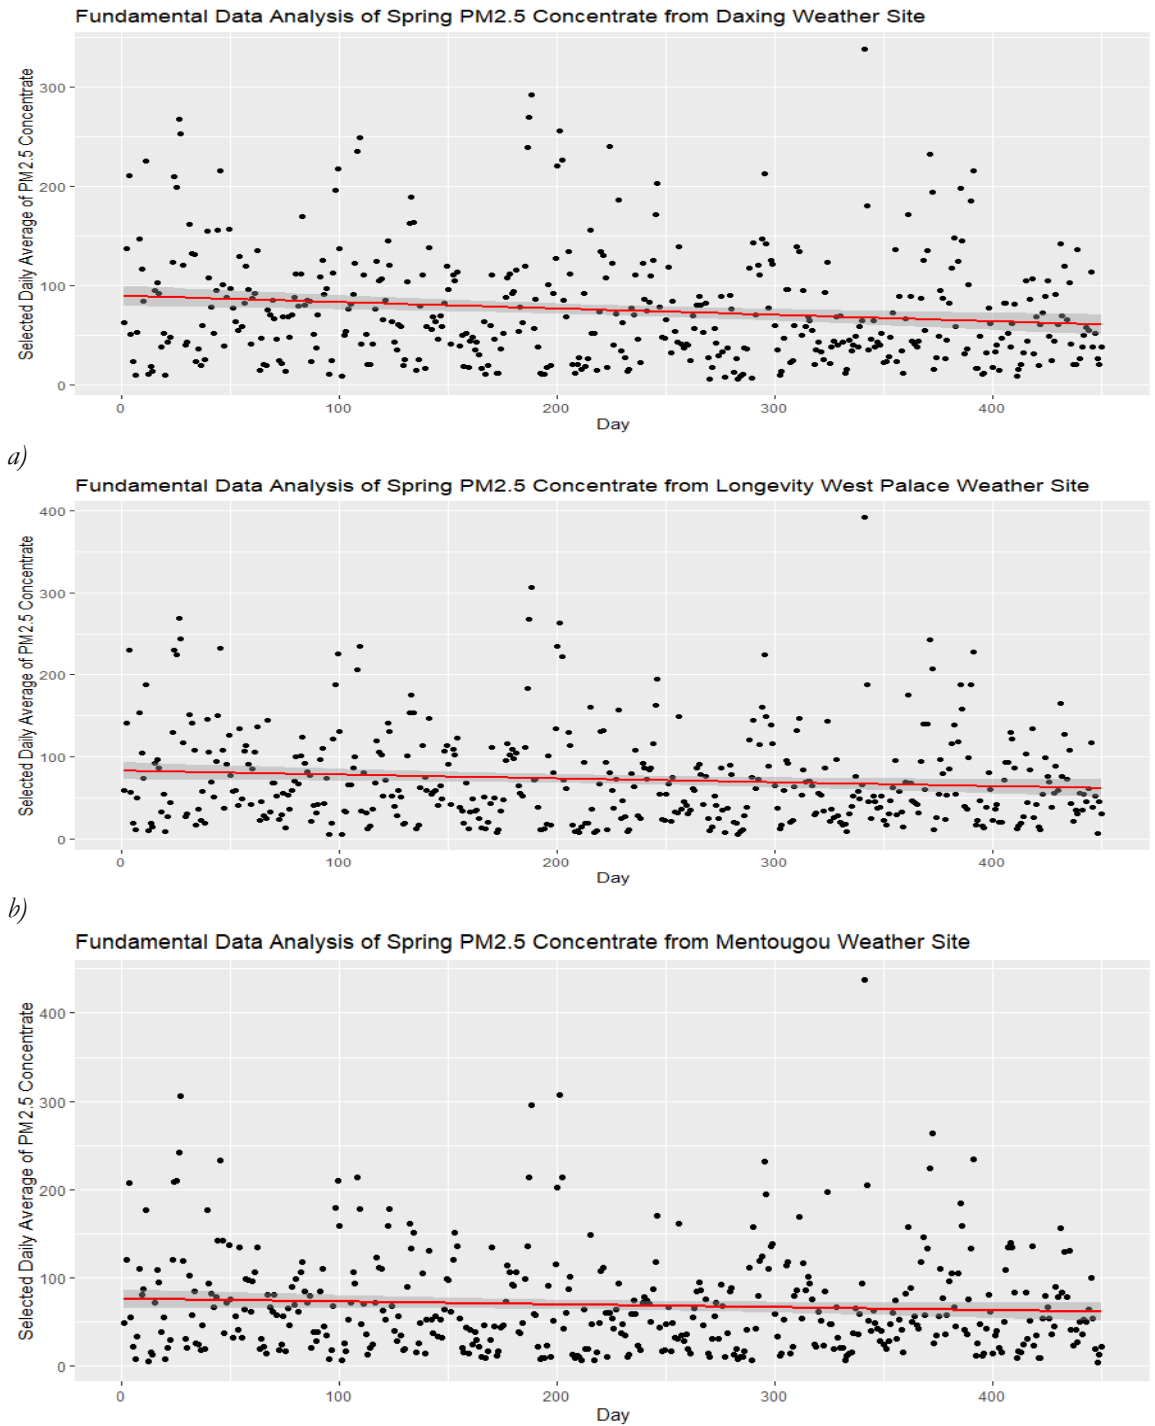 Fundamental Data Analysis of Spring PM2.5 Concentrate from Daxing Weather Site
Selected Daily Average of PM2.5 Concentrate
300
200
100
0
0 100 200 300 400
Day
a)
Fundamental Data Analysis of Spring PM2.5 Concentrate from Longevity West Palace Weather Site
Selected Daily Average of PM2.5 Concentrate
400
300
200
100
0
0 100 200 300 400
Day
b)
Fundamental Data Analysis of Spring PM2.5 Concentrate from Mentougou Weather Site
Selected Daily Average of PM2.5 Concentrate
400
300
200
100
0
0 100 200 300 400
Day